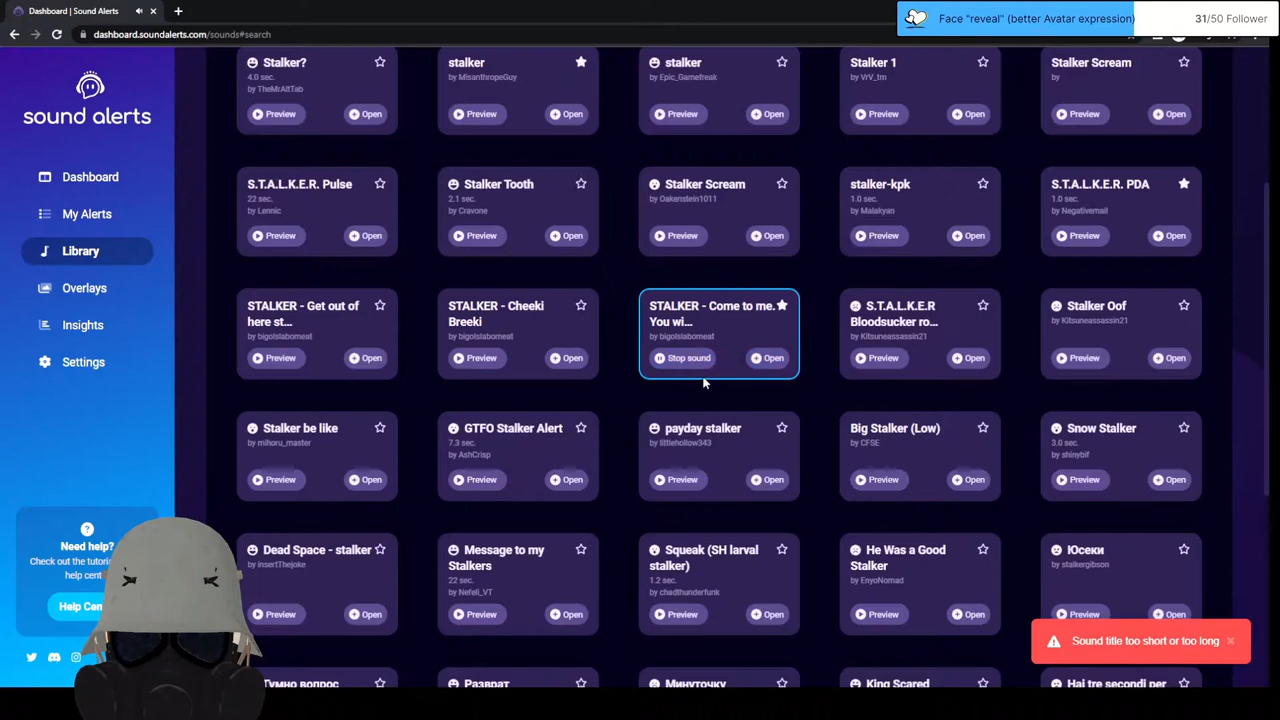 Dashboard | Sound Alerts
Face "reveal" (better Avatar expression)
31/50 Follower
dashboard.soundalerts.com/sounds#search
sound alerts
Dashboard
My Alerts
Library
Overlays
Insights
Settings
Need help?
Check out the tutorial
help cent
Help Cen
Stalker?
4.0 sec.
by TheMrAltTab
Preview
Open
stalker
by MisanthropeGuy
Preview
Open
stalker
by Epic_Gamefreak
Preview
Open
Stalker 1
by VrV_tm
Preview
Open
Stalker Scream
by
Preview
Open
S.T.A.L.K.E.R. Pulse
22 sec.
by Lennic
Preview
Open
Stalker Tooth
2.1 sec.
by Cravone
Preview
Open
Stalker Scream
by Oakenstein1011
Preview
Open
stalker-kpk
1.0 sec.
by Malakyan
Preview
Open
S.T.A.L.K.E.R. PDA
1.0 sec.
by Negativemail
Preview
Open
STALKER - Get out of
here st...
by bigolslabomeat
Preview
Open
STALKER - Cheeki
Breeki
by bigolslabomeat
Preview
Open
STALKER - Come to me.
You wi...
by bigolslabomeat
Stop sound
Open
S.T.A.L.K.E.R
Bloodsucker ro...
by Kitsuneassassin21
Preview
Open
Stalker Oof
by Kitsuneassassin21
Preview
Open
Stalker be like
by mihoru_master
Preview
Open
GTFO Stalker Alert
7.3 sec.
by AshCrisp
Preview
Open
payday stalker
by littlehollow343
Preview
Open
Big Stalker (Low)
by CFSE
Preview
Open
Snow Stalker
3.0 sec.
by shinybif
Preview
Open
Dead Space - stalker
by insertThejoke
Preview
Open
Message to my
Stalkers
22 sec.
by Nefeli_VT
Preview
Open
Squeak (SH larval
stalker)
1.2 sec.
by chadthunderfunk
Preview
Open
He Was a Good
Stalker
by EnyoNomad
Preview
Open
Юсеки
by stalkergibson
Preview
Open
Sound title too short or too long
Тумно вопрос
Разврат
Минуточку
King Scared
Hai tre secondi per